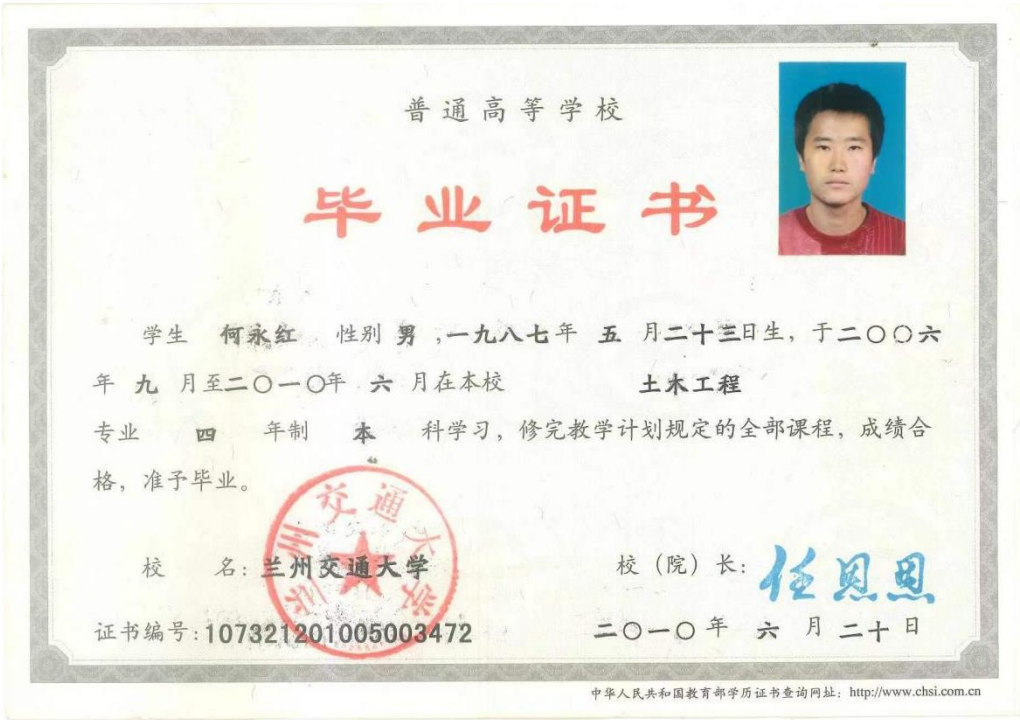 普通高等学校
毕业证书
学生 何永红 性别 男 ,一九八七年 五 月二十三日生，于二〇〇六
年 九 月至二〇一〇年 六 月在本校 土木工程
专业 四 年制 本 科学习，修完教学计划规定的全部课程，成绩合
格，准予毕业。
兰州交通大学
校 名：兰州交通大学 校（院）长：任恩恩
证书编号：107321201005003472 二〇一〇年 六 月 二十 日
中华人民共和国教育部学历证书查询网址：http://www.chsi.com.cn